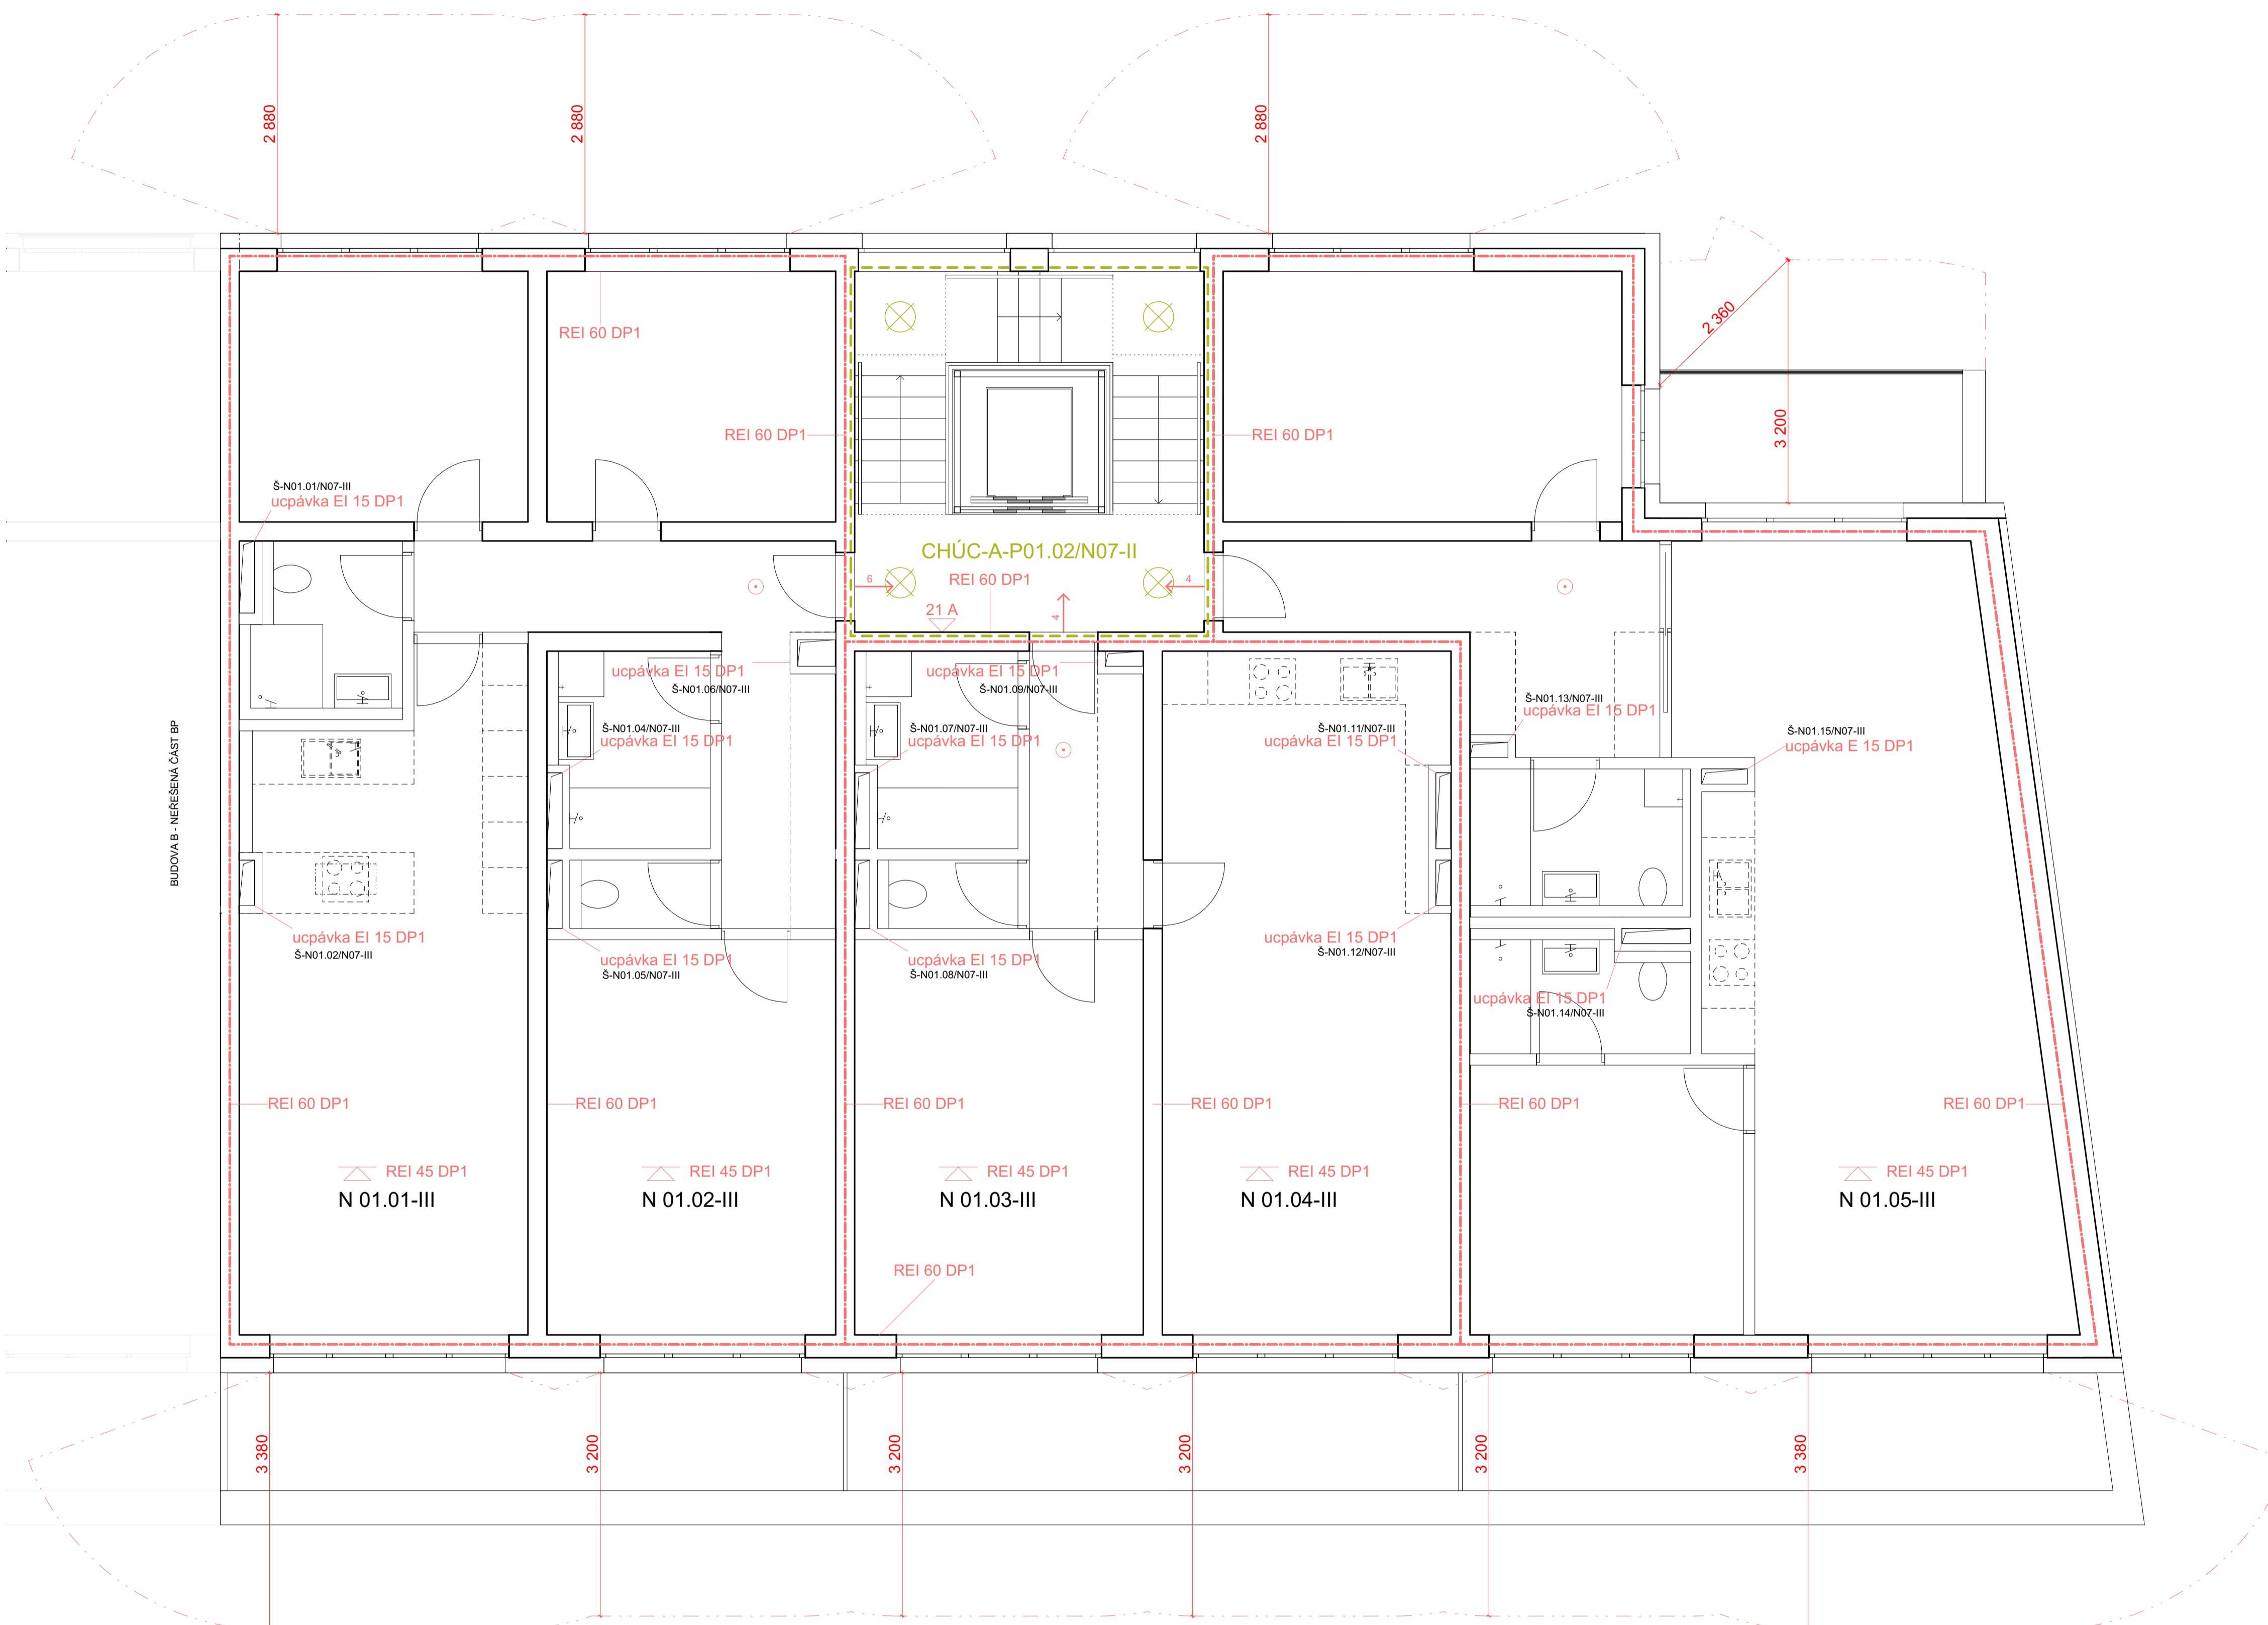 2 880
2 880
2 880
2 360
3 200
REI 60 DP1
REI 60 DP1
REI 60 DP1
Š-N01.01/N07-III
ucpávka EI 15 DP1
CHÚC-A-P01.02/N07-II
REI 60 DP1
6
4
4
21 A
ucpávka EI 15 DP1
Š-N01.06/N07-III
ucpávka EI 15 DP1
Š-N01.09/N07-III
Š-N01.04/N07-III
ucpávka EI 15 DP1
Š-N01.07/N07-III
ucpávka EI 15 DP1
Š-N01.11/N07-III
ucpávka EI 15 DP1
Š-N01.13/N07-III
ucpávka EI 15 DP1
Š-N01.15/N07-III
ucpávka E 15 DP1
BUDOVA B - NEŘEŠENÁ ČÁST BP
ucpávka EI 15 DP1
Š-N01.02/N07-III
ucpávka EI 15 DP1
Š-N01.05/N07-III
ucpávka EI 15 DP1
Š-N01.08/N07-III
ucpávka EI 15 DP1
Š-N01.12/N07-III
ucpávka EI 15 DP1
Š-N01.14/N07-III
REI 60 DP1
REI 60 DP1
REI 60 DP1
REI 60 DP1
REI 60 DP1
REI 60 DP1
REI 45 DP1
N 01.01-III
REI 45 DP1
N 01.02-III
REI 45 DP1
N 01.03-III
REI 45 DP1
N 01.04-III
REI 45 DP1
N 01.05-III
REI 60 DP1
3 380
3 200
3 200
3 200
3 200
3 380